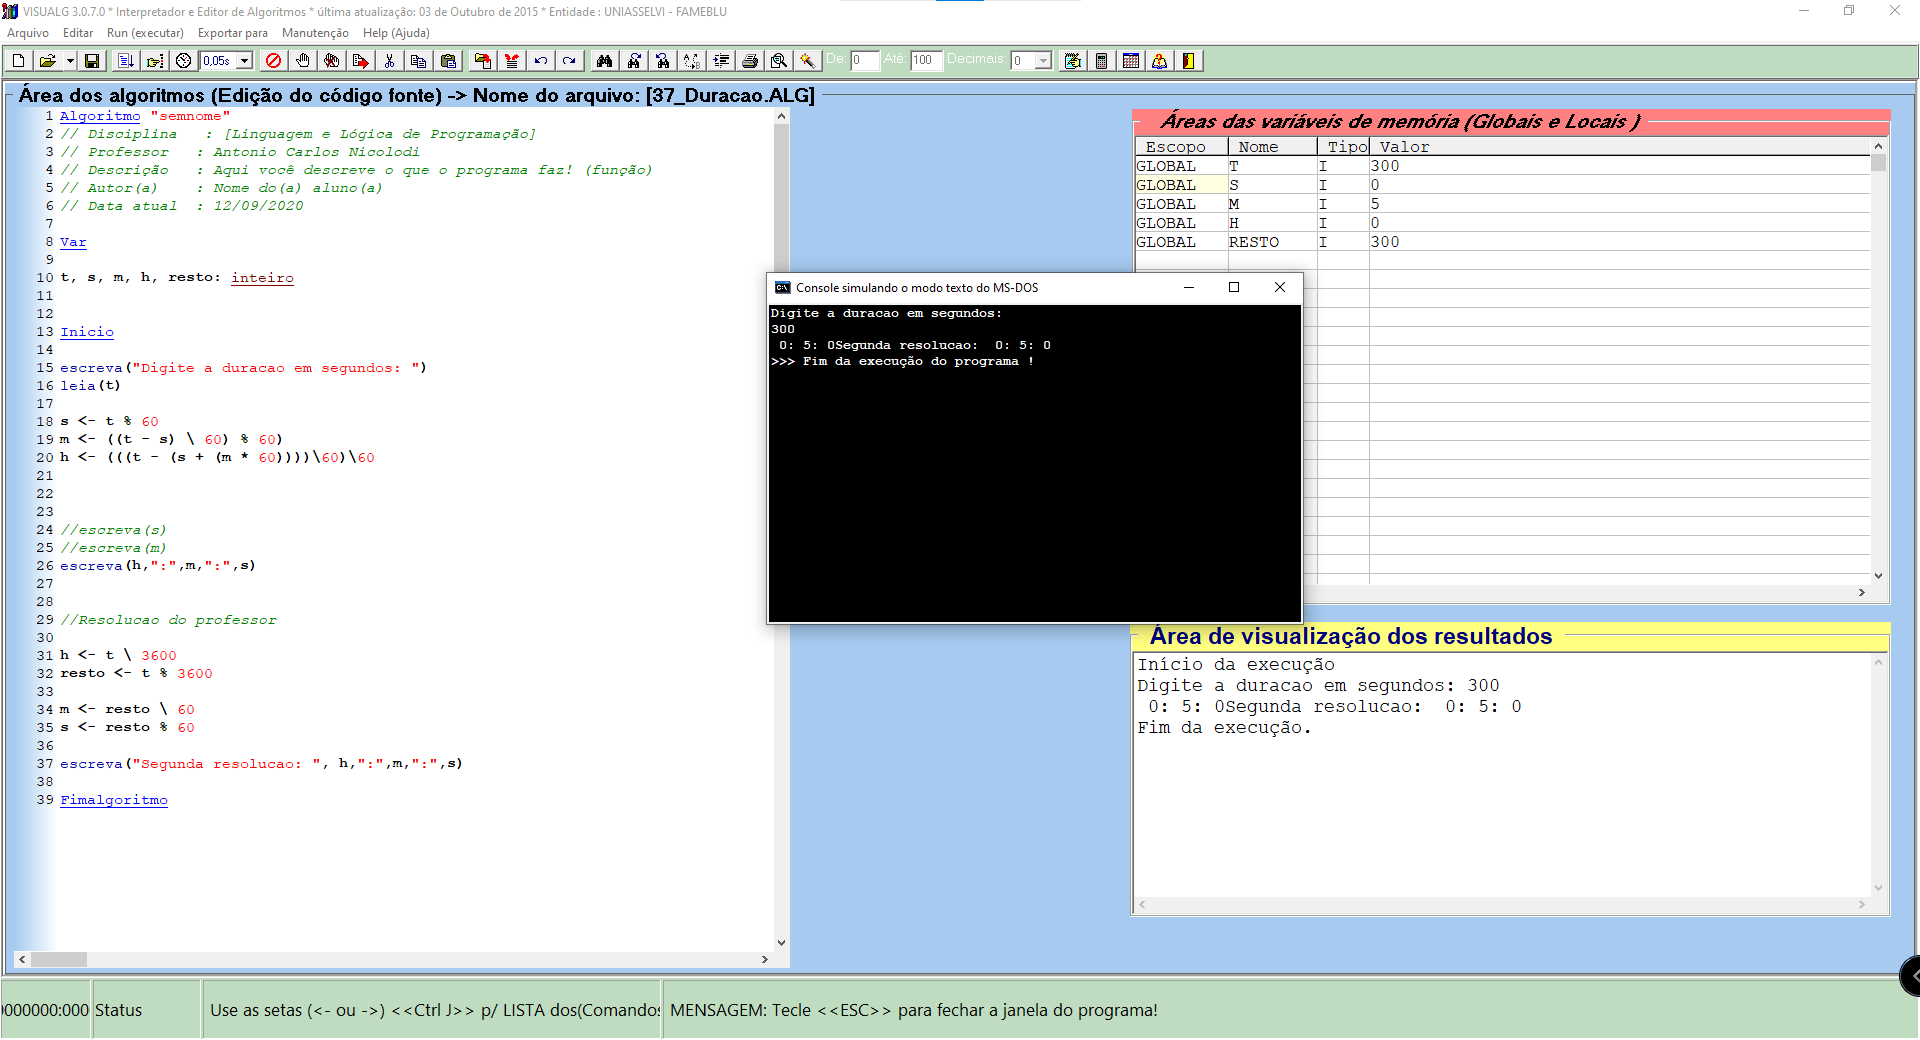 VISUALG 3.0.7.0 * Interpretador e Editor de Algoritmos * última atualização: 03 de Outubro de 2015 * Entidade : UNIASSELVI - FAMEBLU
Arquivo Editar Run (executar) Exportar para Manutenção Help (Ajuda)
0,05s De: 0 Até: 100 Decimais: 0
Área dos algoritmos (Edição do código fonte) -> Nome do arquivo: [37_Duracao.ALG]
1 Algoritmo "semnome"
2 // Disciplina : [Linguagem e Lógica de Programação]
3 // Professor : Antonio Carlos Nicolodi
4 // Descrição : Aqui você descreve o que o programa faz! (função)
5 // Autor(a) : Nome do(a) aluno(a)
6 // Data atual : 12/09/2020
7
8 Var
9
10 t, s, m, h, resto: inteiro
11
12
13 Inicio
14
15 escreva("Digite a duracao em segundos: ")
16 leia(t)
17
18 s <- t % 60
19 m <- ((t - s) \ 60) % 60)
20 h <- (((t - (s + (m * 60))))\60)\60
21
22
23
24 //escreva(s)
25 //escreva(m)
26 escreva(h,":",m,":",s)
27
28
29 //Resolucao do professor
30
31 h <- t \ 3600
32 resto <- t % 3600
33
34 m <- resto \ 60
35 s <- resto % 60
36
37 escreva("Segunda resolucao: ", h,":",m,":",s)
38
39 Fimalgoritmo
Áreas das variáveis de memória (Globais e Locais )
Escopo Nome Tipo Valor
GLOBAL T I 300
GLOBAL S I 0
GLOBAL M I 5
GLOBAL H I 0
GLOBAL RESTO I 300
Console simulando o modo texto do MS-DOS
Digite a duracao em segundos:
300
0: 5: 0Segunda resolucao: 0: 5: 0
>>> Fim da execução do programa !
Área de visualização dos resultados
Início da execução
Digite a duracao em segundos: 300
0: 5: 0Segunda resolucao: 0: 5: 0
Fim da execução.
0000000:000 Status Use as setas (<- ou ->) <<Ctrl J>> p/ LISTA dos(Comandos MENSAGEM: Tecle <<ESC>> para fechar a janela do programa!